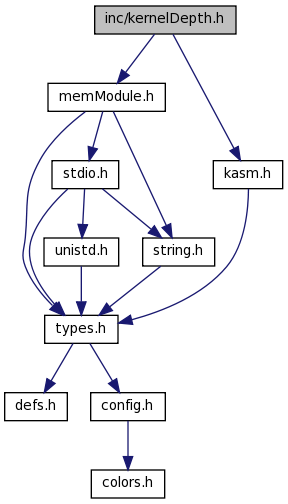 inc/kernelDepth.h
memModule.h
stdio.h
kasm.h
unistd.h
string.h
types.h
defs.h
config.h
colors.h